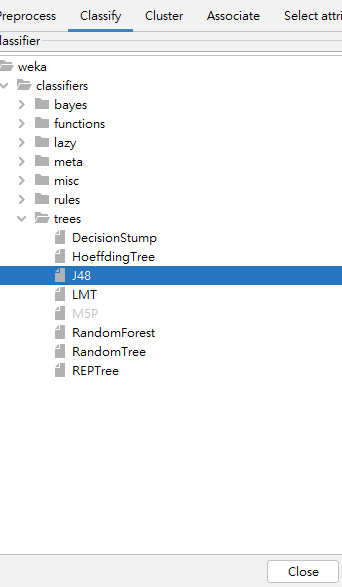 Preprocess Classify Cluster Associate Select attri
lassifier
weka
classifiers
bayes
functions
lazy
meta
misc
rules
trees
DecisionStump
HoeffdingTree
J48
LMT
M5P
RandomForest
RandomTree
REPTree
Close